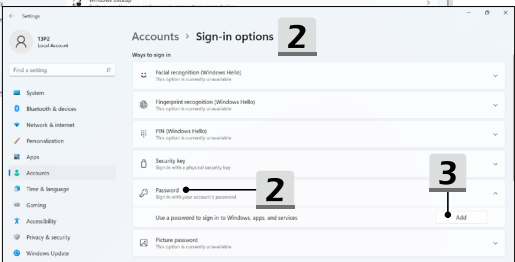 Windows Backup
Settings
13P2
Local Account
Find a setting
System
Bluetooth & devices
Network & internet
Personalization
Apps
Accounts
Time & language
Gaming
Accessibility
Privacy & security
Windows Update
Accounts > Sign-in options
2
Ways to sign in
Facial recognition (Windows Hello)
This option is currently unavailable
Fingerprint recognition (Windows Hello)
This option is currently unavailable
PIN (Windows Hello)
This option is currently unavailable
Security key
Sign in with a physical security key
Password
Sign in with your account's password
2
3
Use a password to sign in to Windows, apps, and services
Add
Picture password
This option is currently unavailable